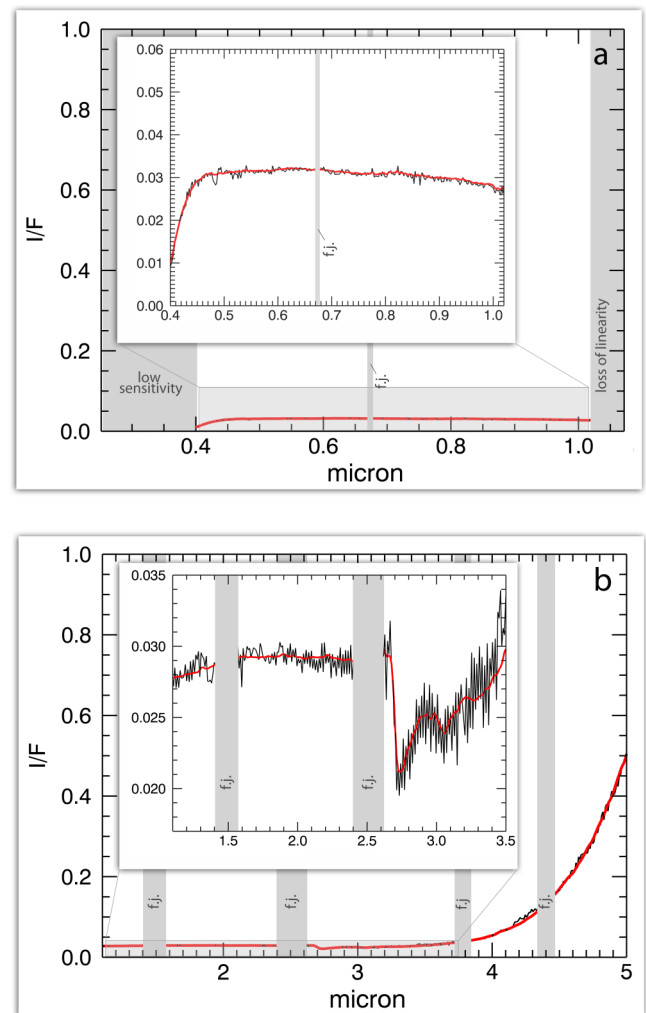 a
1.0
0.8
0.6
0.4
0.2
0.0
I/F
0.06
0.05
0.04
0.03
0.02
0.01
0.00
0.4 0.5 0.6 0.7 0.8 0.9 1.0
f.j.
low
sensitivity
f.j.
loss of linearity
0.4 0.6 0.8 1.0
micron
b
1.0
0.8
0.6
0.4
0.2
0.0
I/F
0.035
0.030
0.025
0.020
f.j. f.j.
1.5 2.0 2.5 3.0 3.5
f.j. f.j. f.j. f.j.
2 3 4 5
micron